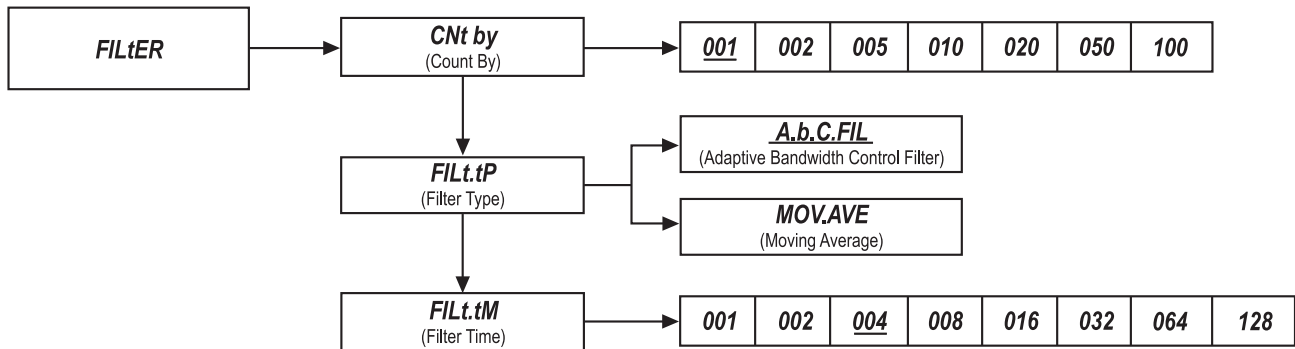 FILtER
CNt by
(Count By)
001 002 005 010 020 050 100
FILt.tP
(Filter Type)
A.b.C.FIL
(Adaptive Bandwidth Control Filter)
MOV.AVE
(Moving Average)
FILt.tM
(Filter Time)
001 002 004 008 016 032 064 128